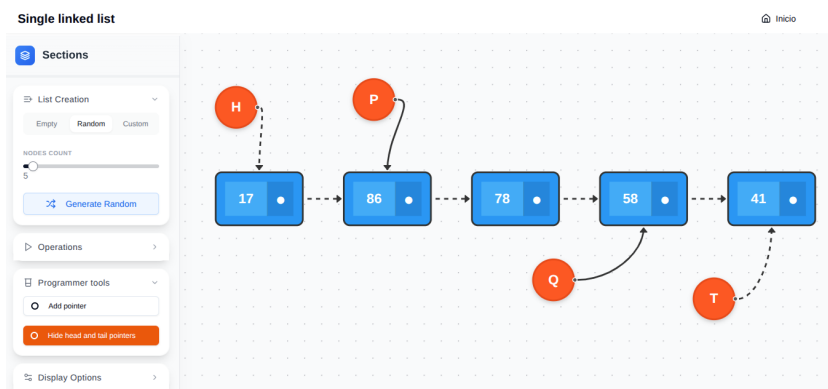 Single linked list
Inicio
Sections
List Creation
Empty Random Custom
NODES COUNT
5
Generate Random
Operations
Programmer tools
Add pointer
Hide head and tail pointers
Display Options
H
P
17 86 78 58 41
Q
T